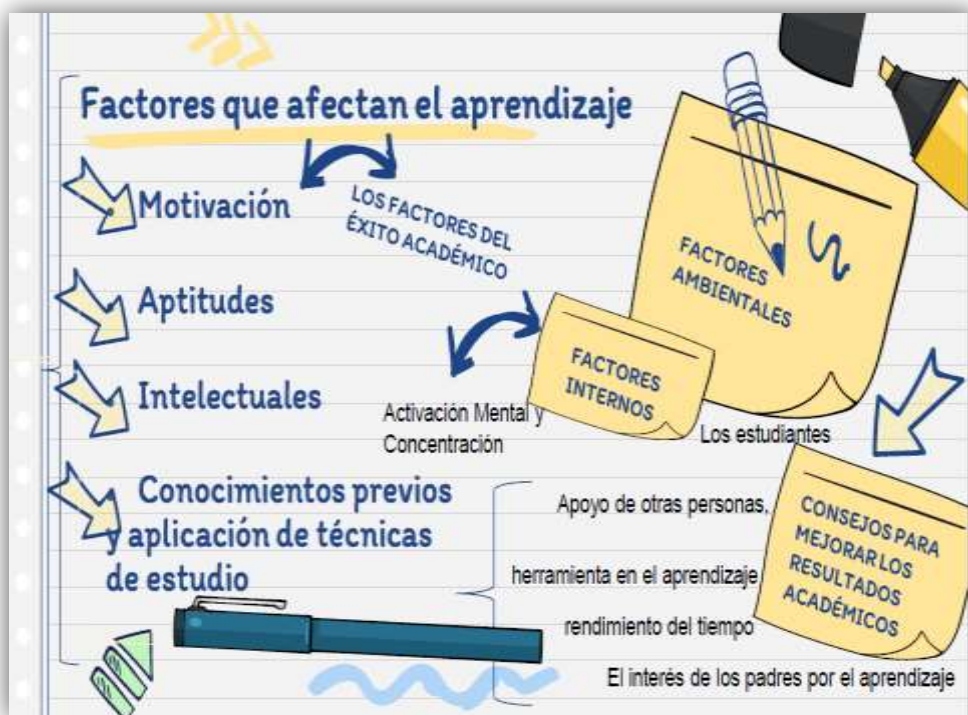 Factores que afectan el aprendizaje
Motivación
LOS FACTORES DEL
ÉXITO ACADÉMICO
Aptitudes
Intelectuales
Conocimientos previos
y aplicación de técnicas
de estudio
FACTORES
AMBIENTALES
FACTORES
INTERNOS
Activación Mental y
Concentración
Los estudiantes
CONSEJOS PARA
MEJORAR LOS
RESULTADOS
ACADÉMICOS
Apoyo de otras personas,
herramienta en el aprendizaje
rendimiento del tiempo
El interés de los padres por el aprendizaje